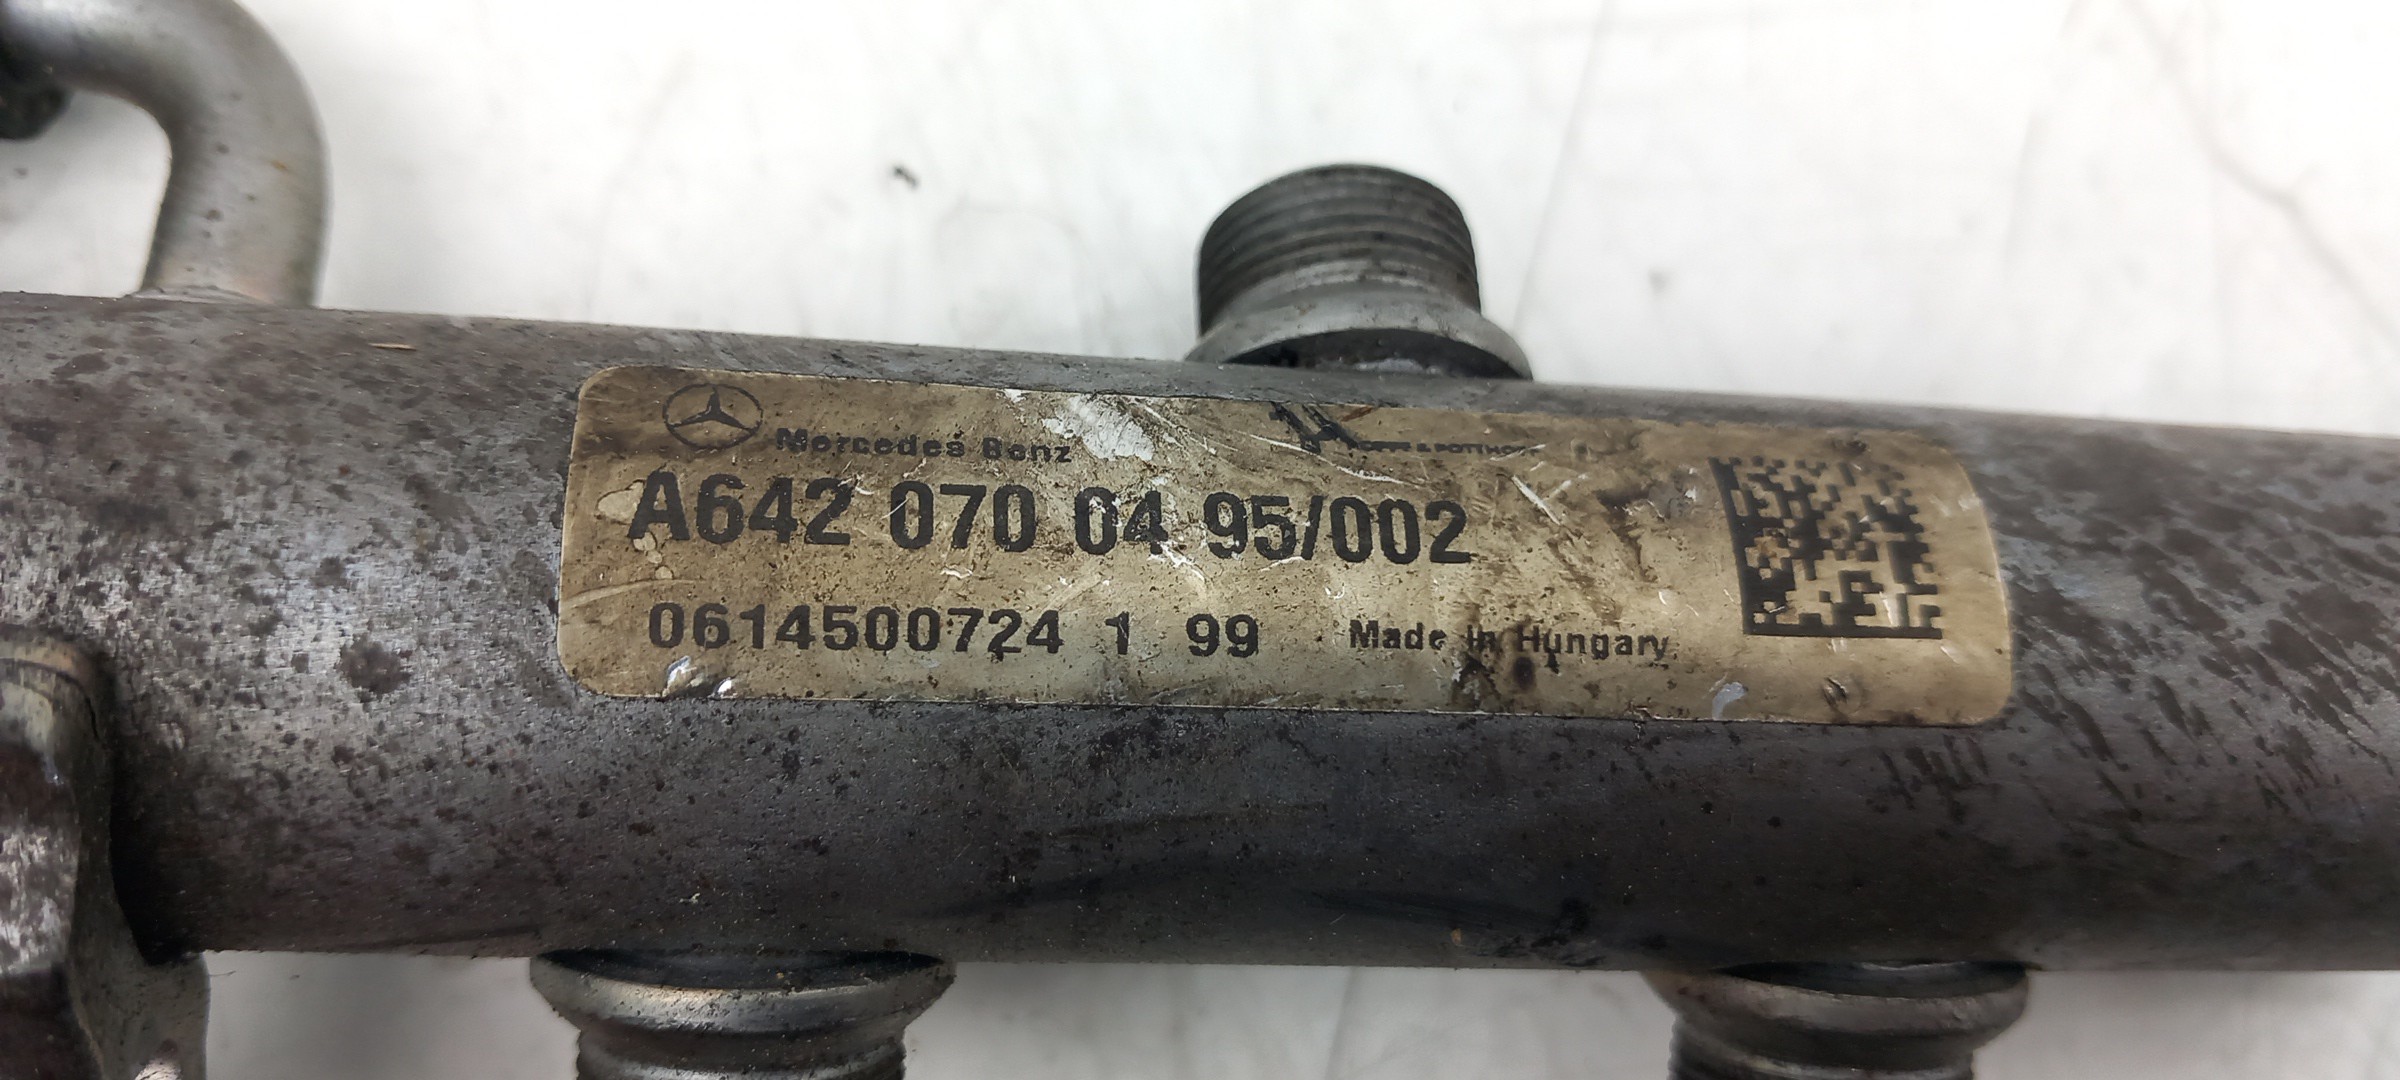 Mercedes Benz
A642 070 04 95/002
0614500724 1 99 Made in Hungary